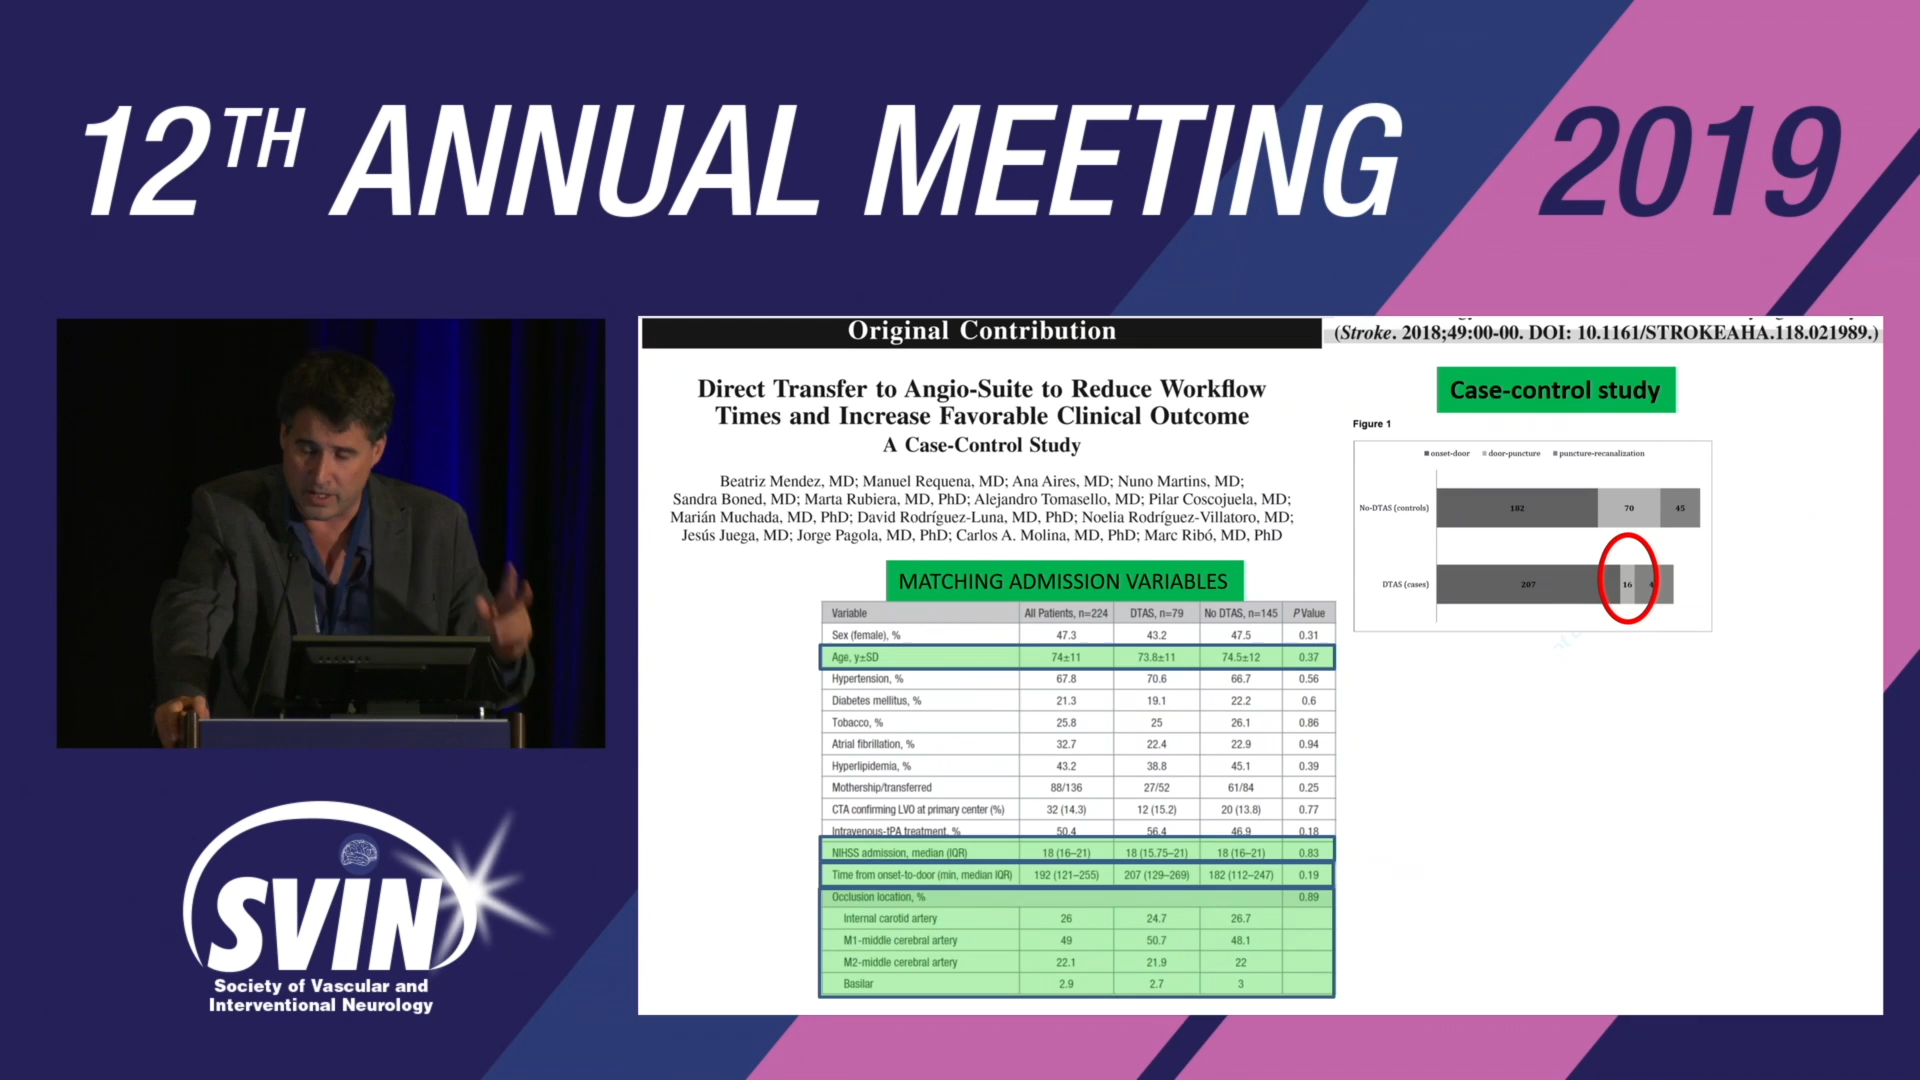 12TH ANNUAL MEETING 2019
Original Contribution
(Stroke. 2018;49:00-00. DOI: 10.1161/STROKEAHA.118.021989.)
Direct Transfer to Angio-Suite to Reduce Workflow
Times and Increase Favorable Clinical Outcome
A Case-Control Study
Beatriz Mendez, MD; Manuel Requena, MD; Ana Aires, MD; Nuno Martins, MD;
Sandra Boned, MD; Marta Rubiera, MD, PhD; Alejandro Tomasello, MD; Pilar Coscojuela, MD;
Marián Muchada, MD, PhD; David Rodríguez-Luna, MD, PhD; Noelia Rodríguez-Villatoro, MD;
Jesús Juega, MD; Jorge Pagola, MD, PhD; Carlos A. Molina, MD, PhD; Marc Ribó, MD, PhD
MATCHING ADMISSION VARIABLES
Variable All Patients, n=224 DTAS, n=79 No DTAS, n=145 P Value
Sex (female), % 47.3 43.2 47.5 0.31
Age, y±SD 74±11 73.8±11 74.5±12 0.37
Hypertension, % 67.8 70.6 66.7 0.56
Diabetes mellitus, % 21.3 19.1 22.2 0.6
Tobacco, % 25.8 25 26.1 0.86
Atrial fibrillation, % 32.7 22.4 22.9 0.94
Hyperlipidemia, % 43.2 38.8 45.1 0.39
Mothership/transferred 88/136 27/52 61/84 0.25
CTA confirming LVO at primary center (%) 32 (14.3) 12 (15.2) 20 (13.8) 0.77
Intravenous-tPA treatment, % 50.4 56.4 46.9 0.18
NIHSS admission, median (IQR) 18 (16–21) 18 (15.75–21) 18 (16–21) 0.83
Time from onset-to-door (min, median IQR) 192 (121–255) 207 (129–269) 182 (112–247) 0.19
Occlusion location, % 0.89
Internal carotid artery 26 24.7 26.7
M1-middle cerebral artery 49 50.7 48.1
M2-middle cerebral artery 22.1 21.9 22
Basilar 2.9 2.7 3
Case-control study
Figure 1
onset-door door-puncture puncture-recanalization
No-DTAS (controls) 182 70 45
DTAS (cases) 207 16
SVIN
Society of Vascular and
Interventional Neurology